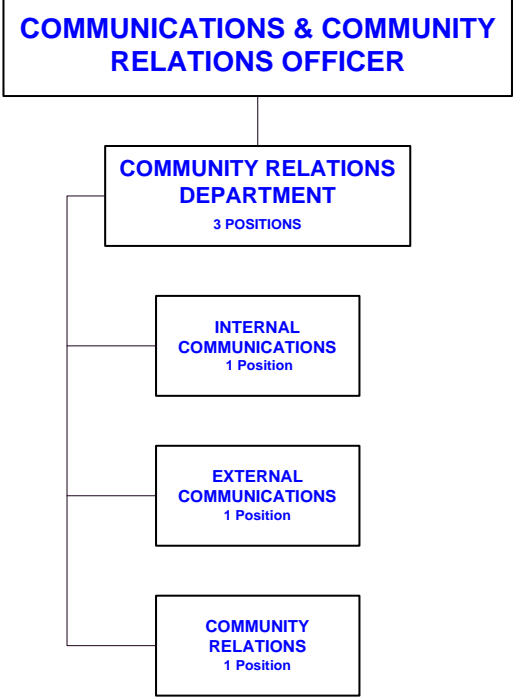 COMMUNICATIONS & COMMUNITY
RELATIONS OFFICER
COMMUNITY RELATIONS
DEPARTMENT
3 POSITIONS
INTERNAL
COMMUNICATIONS
1 Position
EXTERNAL
COMMUNICATIONS
1 Position
COMMUNITY
RELATIONS
1 Position